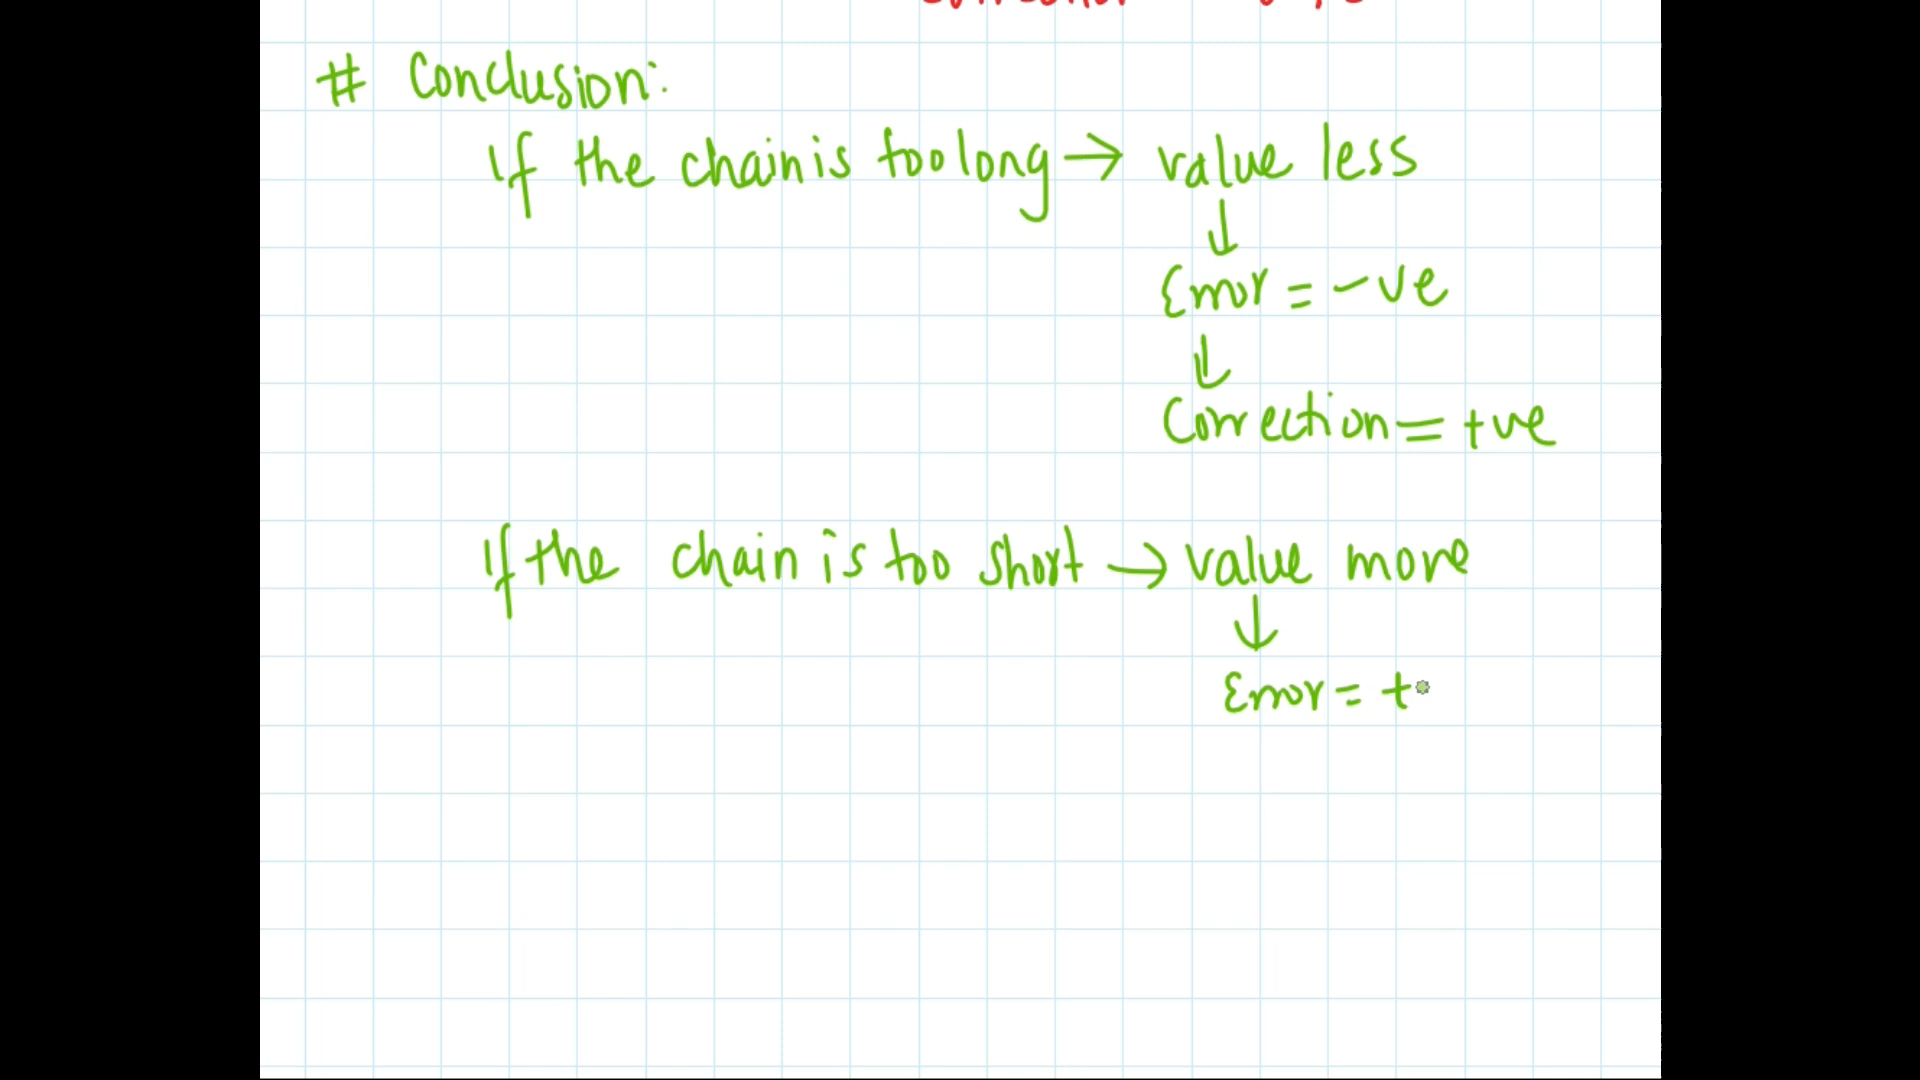 # Conclusion:
If the chain is too long → value less
↓
Error = -ve
↓
Correction = +ve
If the chain is too short → value more
↓
Error = +